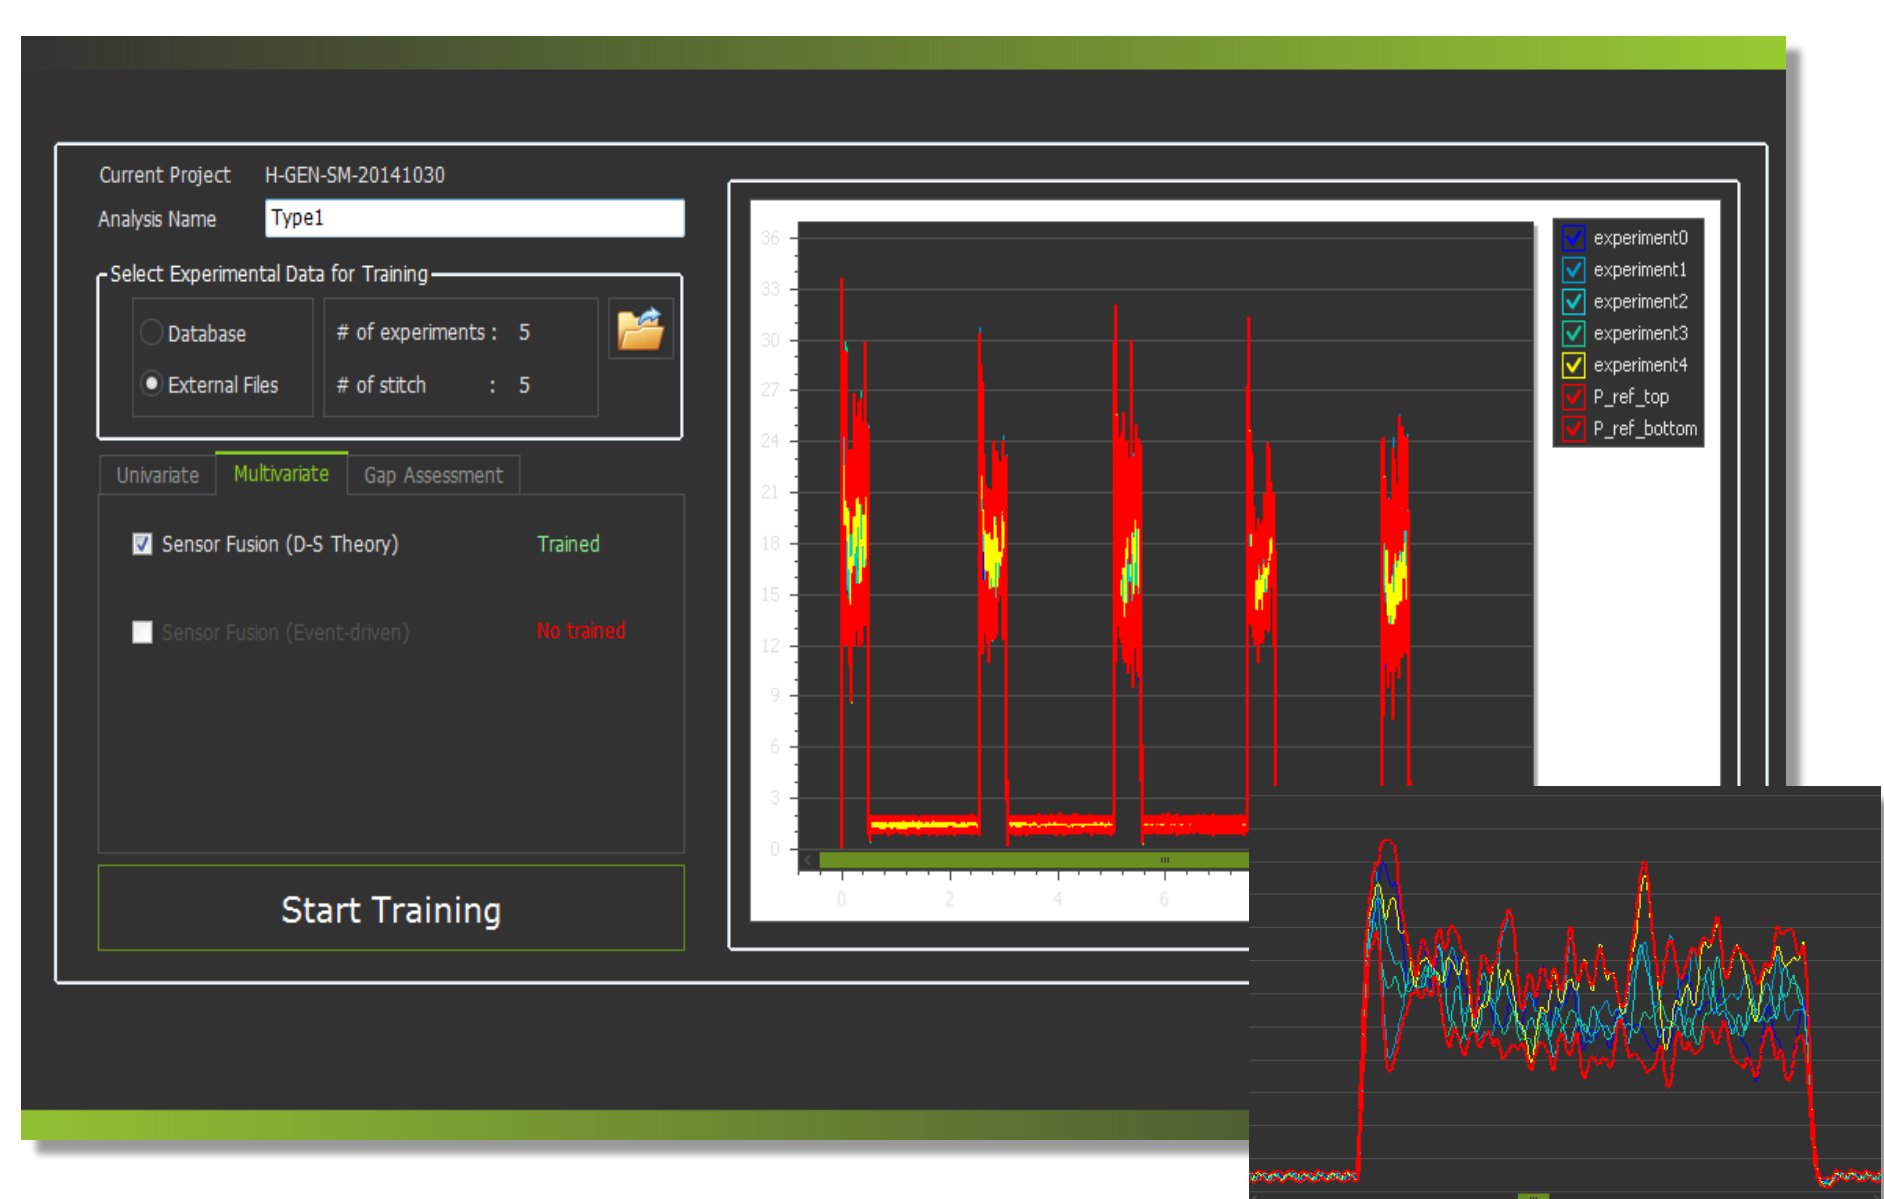 Current Project H-GEN-SM-20141030
Analysis Name Type1
Select Experimental Data for Training
Database # of experiments : 5
External Files # of stitch : 5
Univariate Multivariate Gap Assessment
Sensor Fusion (D-S Theory) Trained
Sensor Fusion (Event-driven) No trained
Start Training
36
33
30
27
24
21
18
15
12
9
6
3
0
0 2 4 6
experiment0
experiment1
experiment2
experiment3
experiment4
P_ref_top
P_ref_bottom